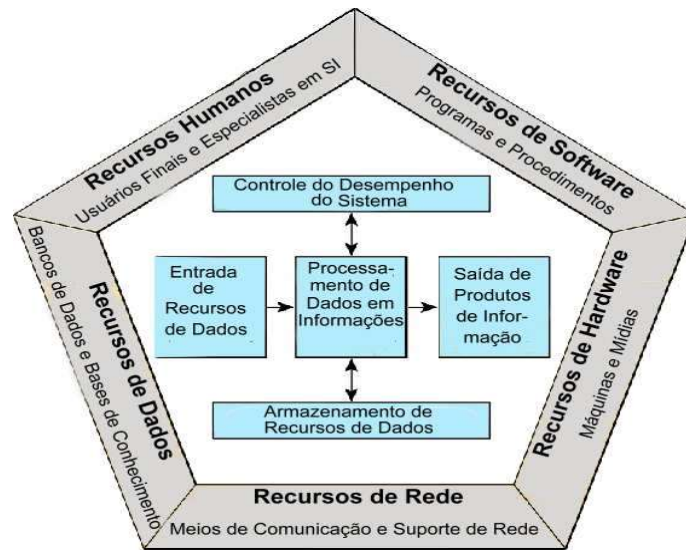 Recursos Humanos
Usuários Finais e Especialistas em SI
Recursos de Software
Programas e Procedimentos
Controle do Desempenho
do Sistema
Entrada
de
Recursos
de Dados
Processa-
mento de
Dados em
Informações
Saída de
Produtos
de Infor-
mação
Armazenamento de
Recursos de Dados
Recursos de Dados
Bancos de Dados e Bases de Conhecimento
Recursos de Hardware
Máquinas e Mídias
Recursos de Rede
Meios de Comunicação e Suporte de Rede